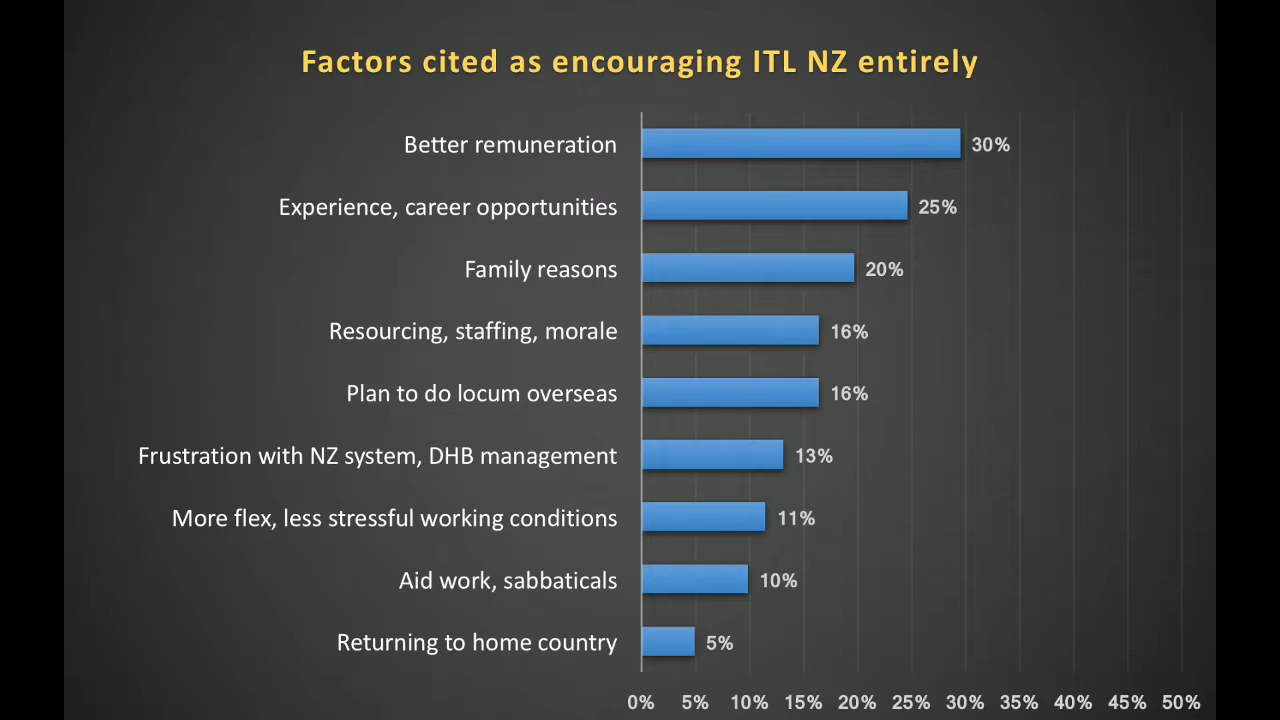 Factors cited as encouraging ITL NZ entirely
Better remuneration 30%
Experience, career opportunities 25%
Family reasons 20%
Resourcing, staffing, morale 16%
Plan to do locum overseas 16%
Frustration with NZ system, DHB management 13%
More flex, less stressful working conditions 11%
Aid work, sabbaticals 10%
Returning to home country 5%
0% 5% 10% 15% 20% 25% 30% 35% 40% 45% 50%